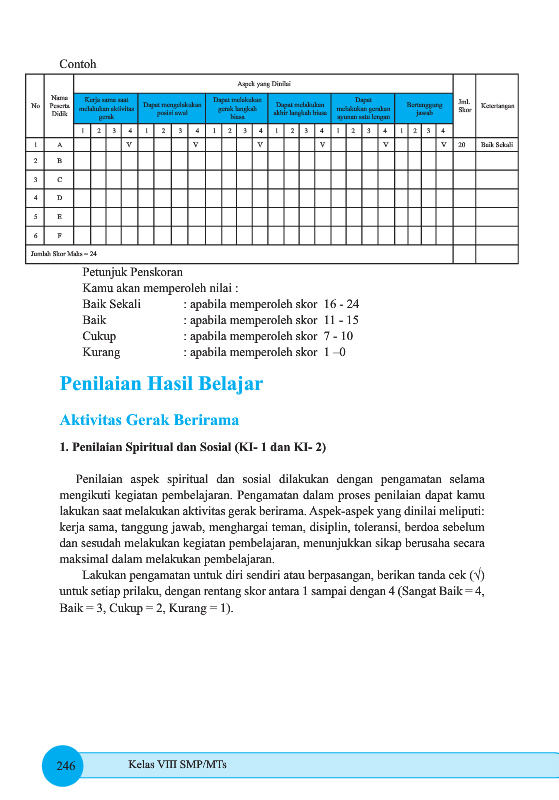 Contoh
Aspek yang Dinilai
No
Nama
Peserta
Didik
Kerja sama saat
melakukan aktivitas
gerak
Dapat mengelakukan
posisi awal
Dapat melakukan
gerak langkah
biasa
Dapat melakukan
akhir langkah biasa
Dapat
melakukan gerakan
ayunan satu lengan
Bertanggung
jawab
Jml.
Skor
Ketertangan
1 2 3 4 1 2 3 4 1 2 3 4 1 2 3 4 1 2 3 4 1 2 3 4
1 A V V V V V V 20 Baik Sekali
2 B
3 C
4 D
5 E
6 F
Jumlah Skor Maks = 24
Petunjuk Penskoran
Kamu akan memperoleh nilai :
Baik Sekali : apabila memperoleh skor 16 - 24
Baik : apabila memperoleh skor 11 - 15
Cukup : apabila memperoleh skor 7 - 10
Kurang : apabila memperoleh skor 1 –0
Penilaian Hasil Belajar
Aktivitas Gerak Berirama
1. Penilaian Spiritual dan Sosial (KI- 1 dan KI- 2)
Penilaian aspek spiritual dan sosial dilakukan dengan pengamatan selama
mengikuti kegiatan pembelajaran. Pengamatan dalam proses penilaian dapat kamu
lakukan saat melakukan aktivitas gerak berirama. Aspek-aspek yang dinilai meliputi:
kerja sama, tanggung jawab, menghargai teman, disiplin, toleransi, berdoa sebelum
dan sesudah melakukan kegiatan pembelajaran, menunjukkan sikap berusaha secara
maksimal dalam melakukan pembelajaran.
Lakukan pengamatan untuk diri sendiri atau berpasangan, berikan tanda cek (√)
untuk setiap prilaku, dengan rentang skor antara 1 sampai dengan 4 (Sangat Baik = 4,
Baik = 3, Cukup = 2, Kurang = 1).
246 Kelas VIII SMP/MTs